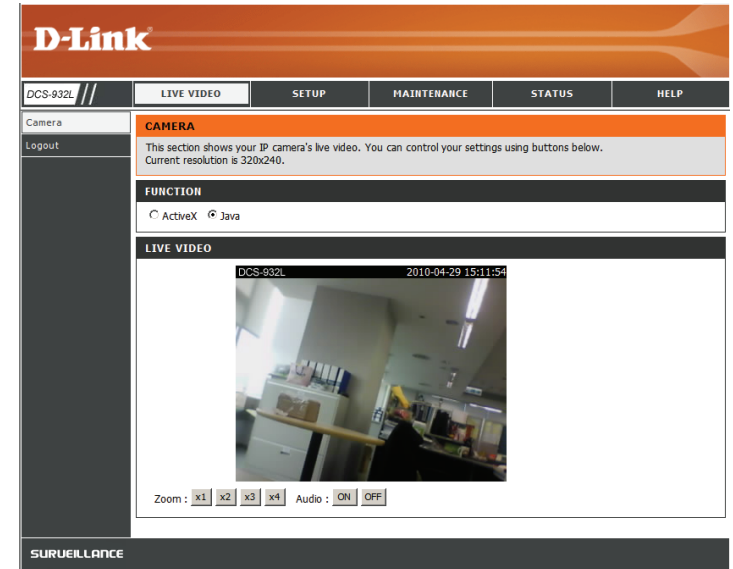 D-Link
DCS-932L // LIVE VIDEO SETUP MAINTENANCE STATUS HELP
Camera
Logout
CAMERA
This section shows your IP camera's live video. You can control your settings using buttons below.
Current resolution is 320x240.
FUNCTION
ActiveX Java
LIVE VIDEO
DCS-932L 2010-04-29 15:11:54
Zoom : x1 x2 x3 x4 Audio : ON OFF
SURVEILLANCE